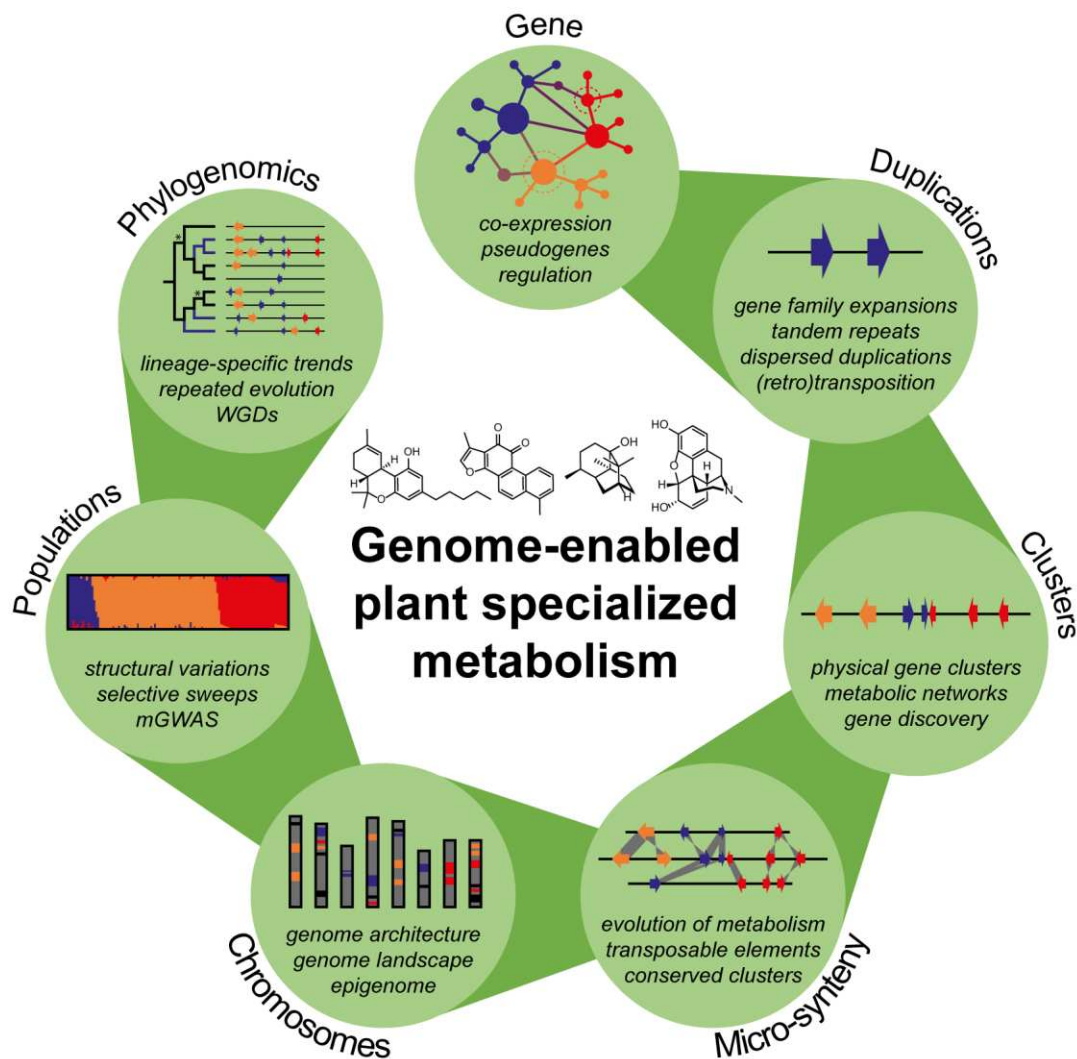 Gene
co-expression
pseudogenes
regulation
Duplications
gene family expansions
tandem repeats
dispersed duplications
(retro)transposition
Clusters
physical gene clusters
metabolic networks
gene discovery
Micro-synteny
evolution of metabolism
transposable elements
conserved clusters
Chromosomes
genome architecture
genome landscape
epigenome
Populations
structural variations
selective sweeps
mGWAS
Phylogenomics
*
*
lineage-specific trends
repeated evolution
WGDs
OH
H
H
O
O
O
O
OH
H
HO
O
H
H
N
HO
Genome-enabled
plant specialized
metabolism